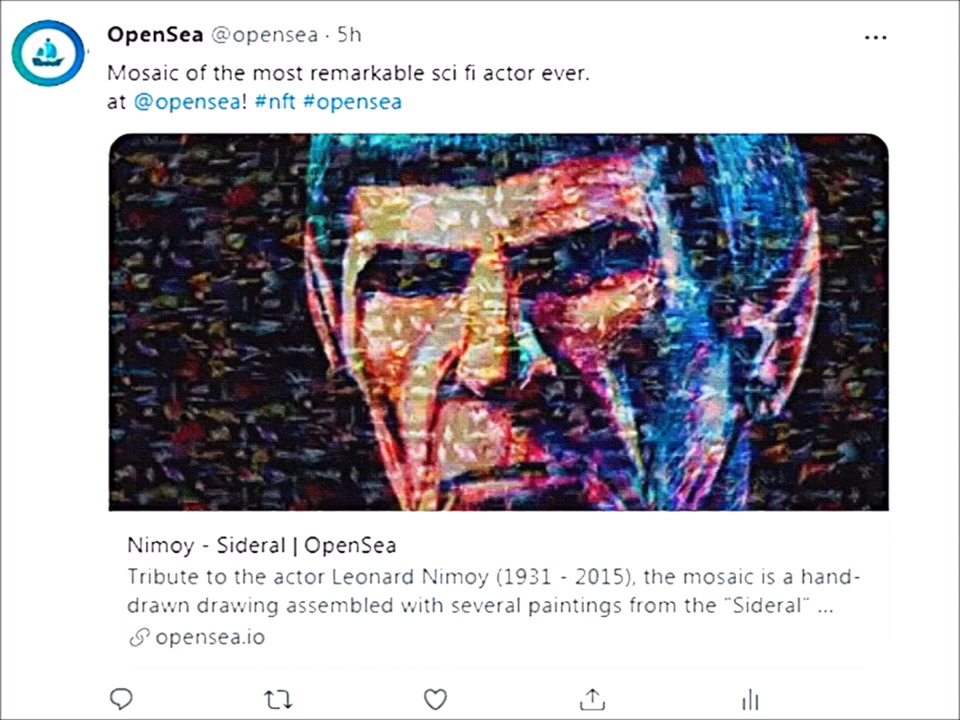 OpenSea @opensea · 5h
Mosaic of the most remarkable sci fi actor ever.
at @opensea! #nft #opensea
Nimoy - Sideral | OpenSea
Tribute to the actor Leonard Nimoy (1931 - 2015), the mosaic is a hand-
drawn drawing assembled with several paintings from the ˝Sideral˝ ...
opensea.io